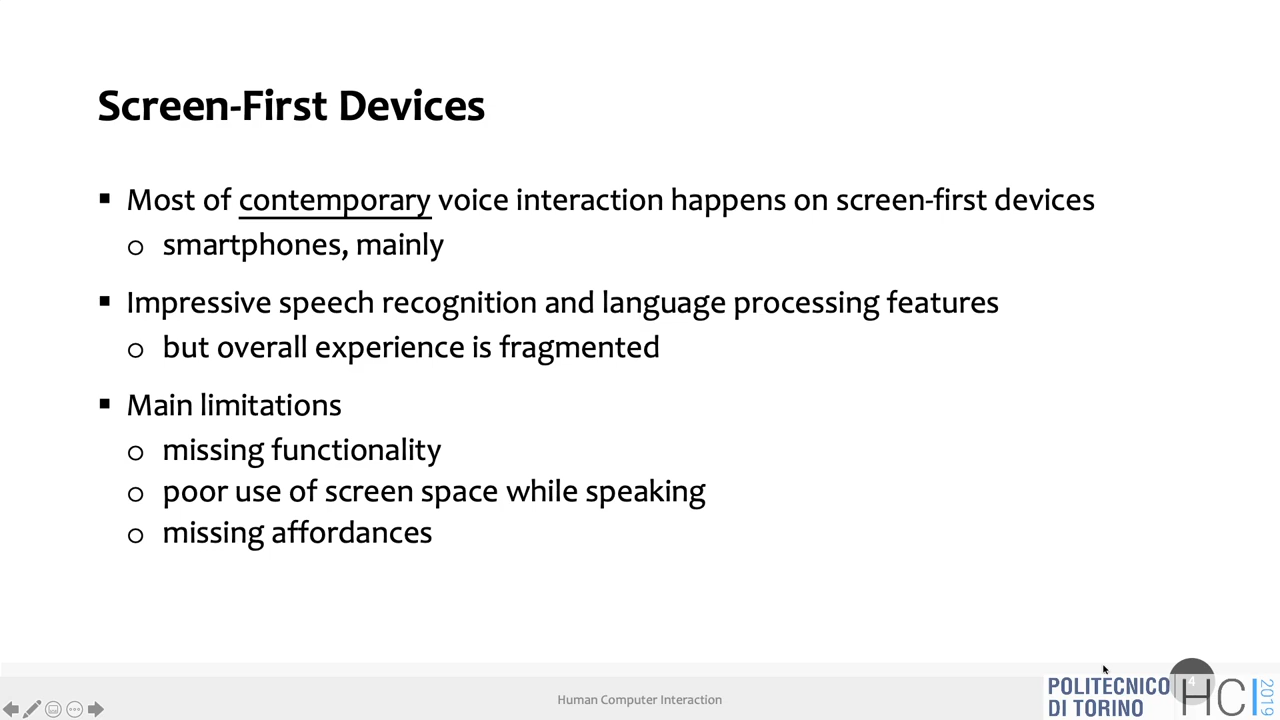 Screen-First Devices
▪ Most of contemporary voice interaction happens on screen-first devices
o smartphones, mainly
▪ Impressive speech recognition and language processing features
o but overall experience is fragmented
▪ Main limitations
o missing functionality
o poor use of screen space while speaking
o missing affordances
Human Computer Interaction
POLITECNICO
DI TORINO
4
HCI
2019